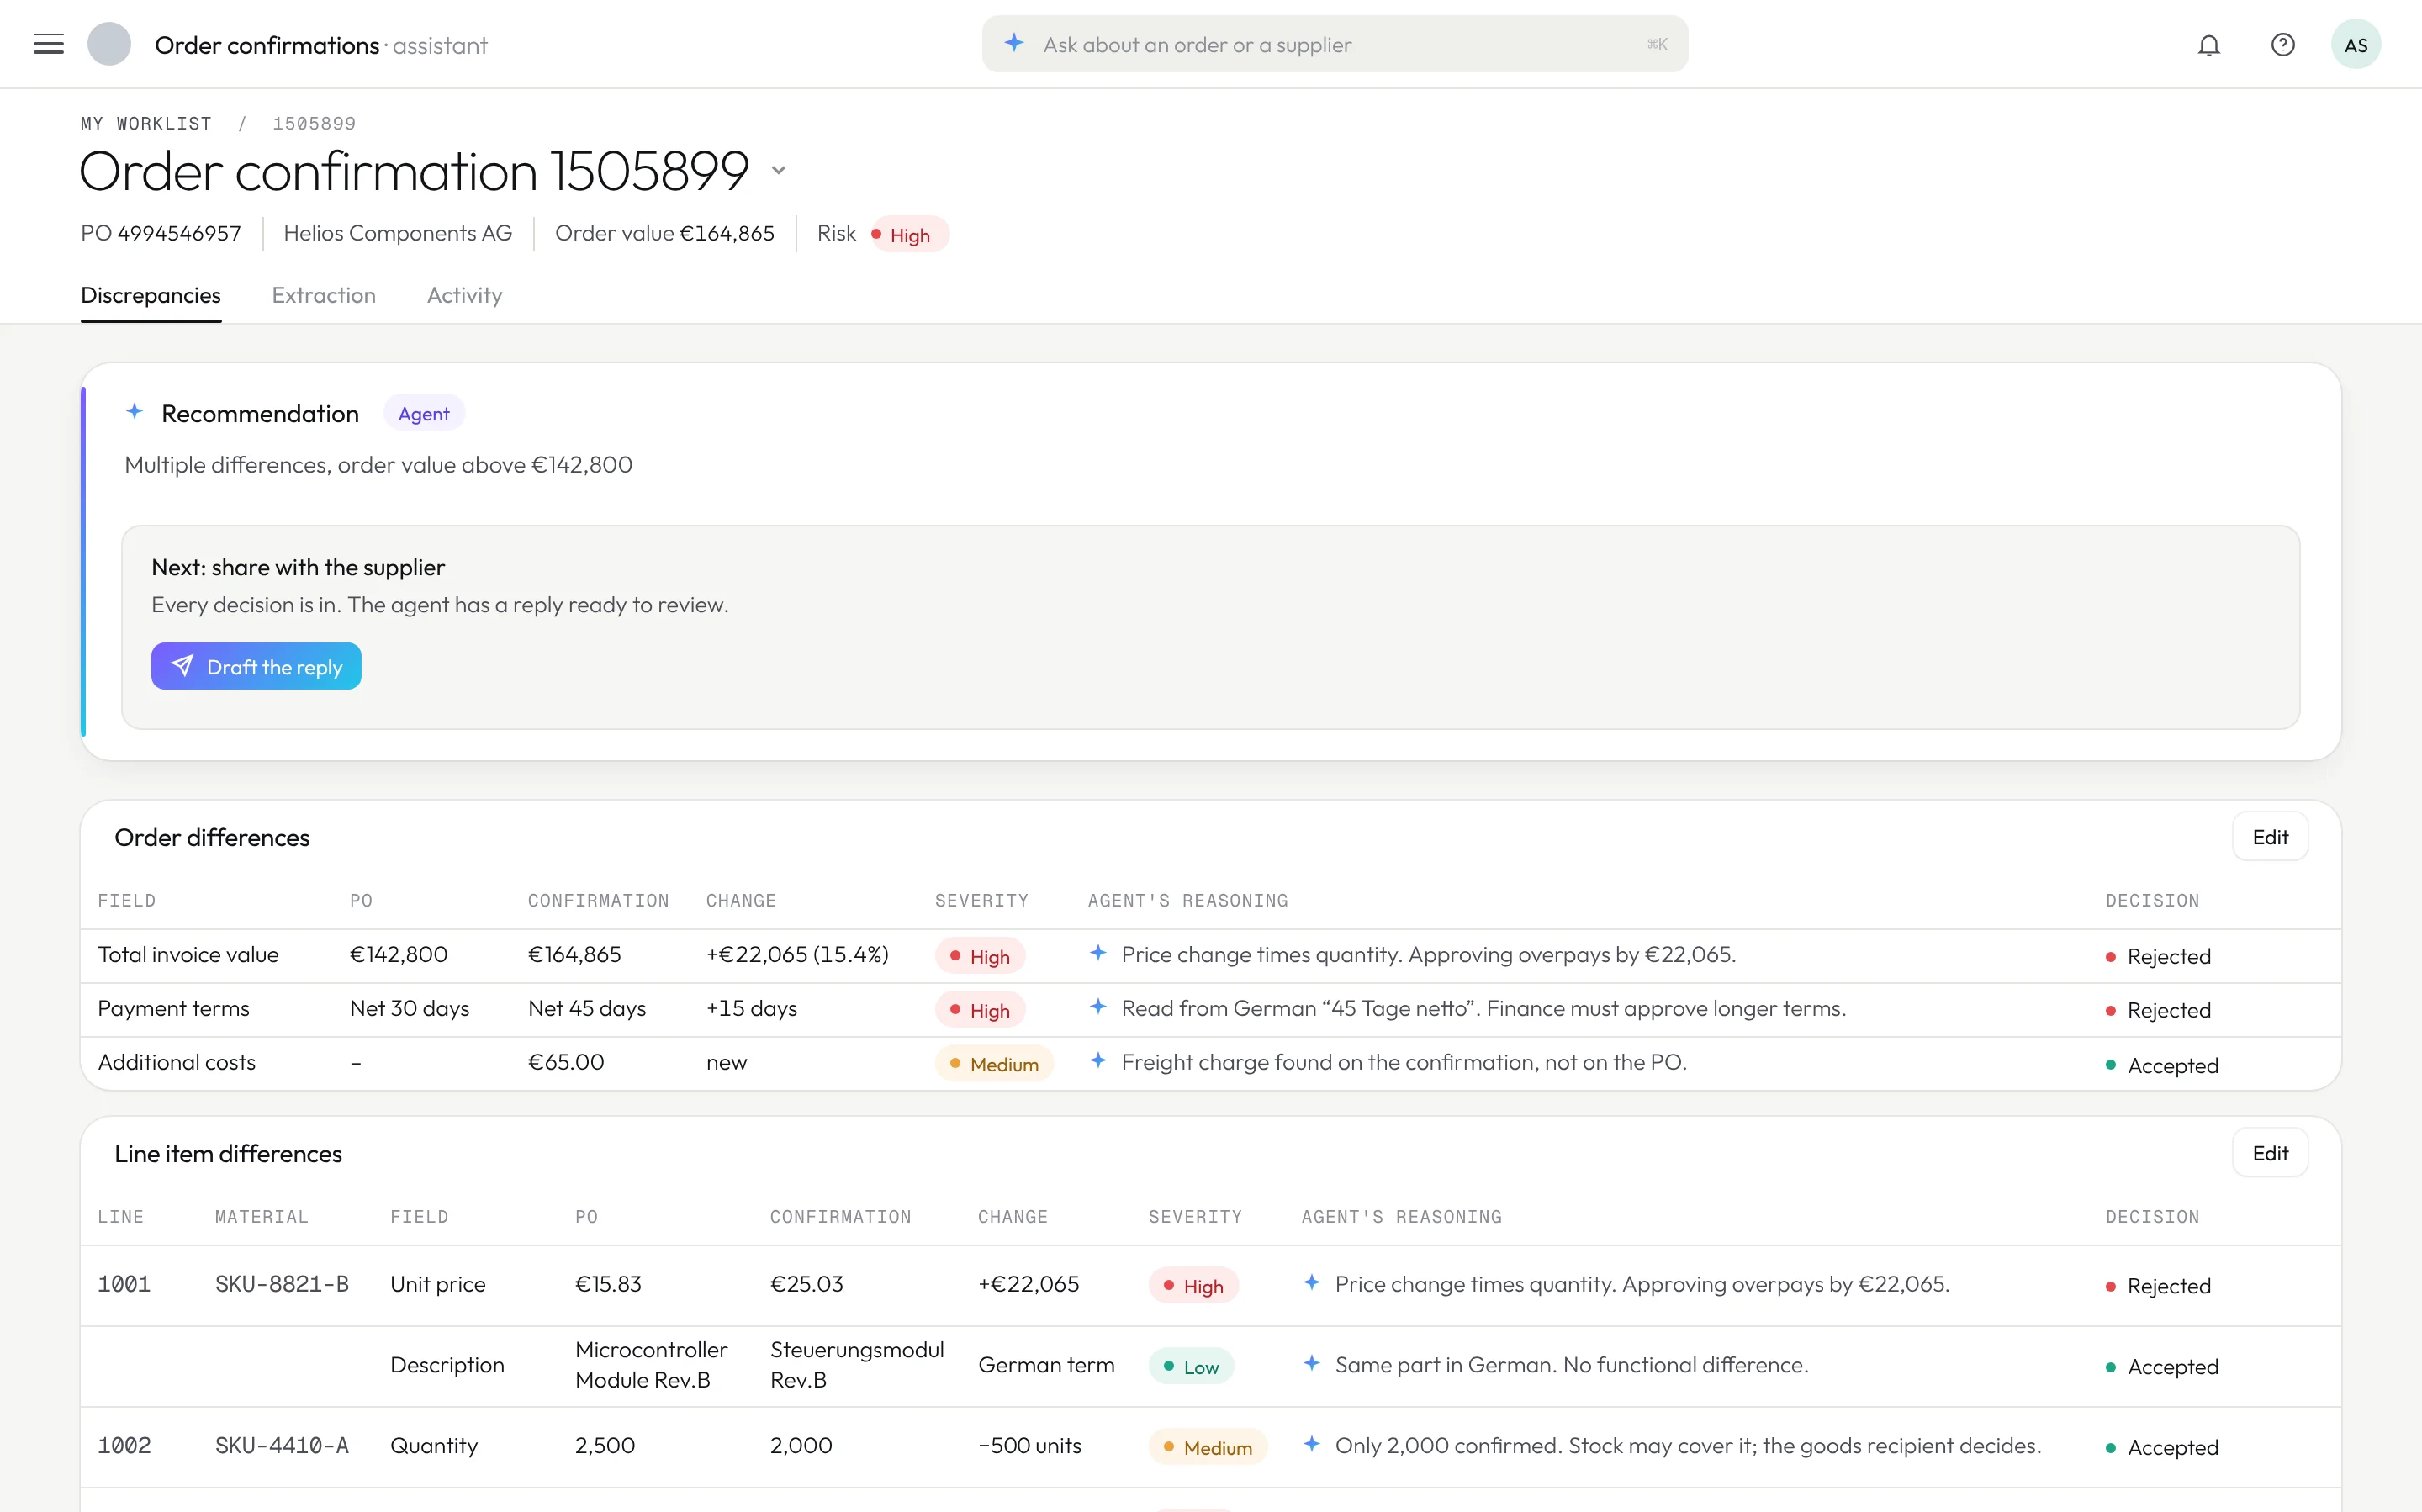 Order confirmations · assistant
Ask about an order or a supplier
⌘K
AS
MY WORKLIST / 1505899
Order confirmation 1505899
PO 4994546957
Helios Components AG
Order value €164,865
Risk High
Discrepancies Extraction Activity
Recommendation Agent
Multiple differences, order value above €142,800
Next: share with the supplier
Every decision is in. The agent has a reply ready to review.
Draft the reply
Order differences
Edit
FIELD PO CONFIRMATION CHANGE SEVERITY AGENT'S REASONING DECISION
Total invoice value €142,800 €164,865 +€22,065 (15.4%) High Price change times quantity. Approving overpays by €22,065. Rejected
Payment terms Net 30 days Net 45 days +15 days High Read from German “45 Tage netto”. Finance must approve longer terms. Rejected
Additional costs – €65.00 new Medium Freight charge found on the confirmation, not on the PO. Accepted
Line item differences
Edit
LINE MATERIAL FIELD PO CONFIRMATION CHANGE SEVERITY AGENT'S REASONING DECISION
1001 SKU-8821-B Unit price €15.83 €25.03 +€22,065 High Price change times quantity. Approving overpays by €22,065. Rejected
Description
Microcontroller
Module Rev.B
Steuerungsmodul
Rev.B
German term Low Same part in German. No functional difference. Accepted
1002 SKU-4410-A Quantity 2,500 2,000 −500 units Medium Only 2,000 confirmed. Stock may cover it; the goods recipient decides. Accepted